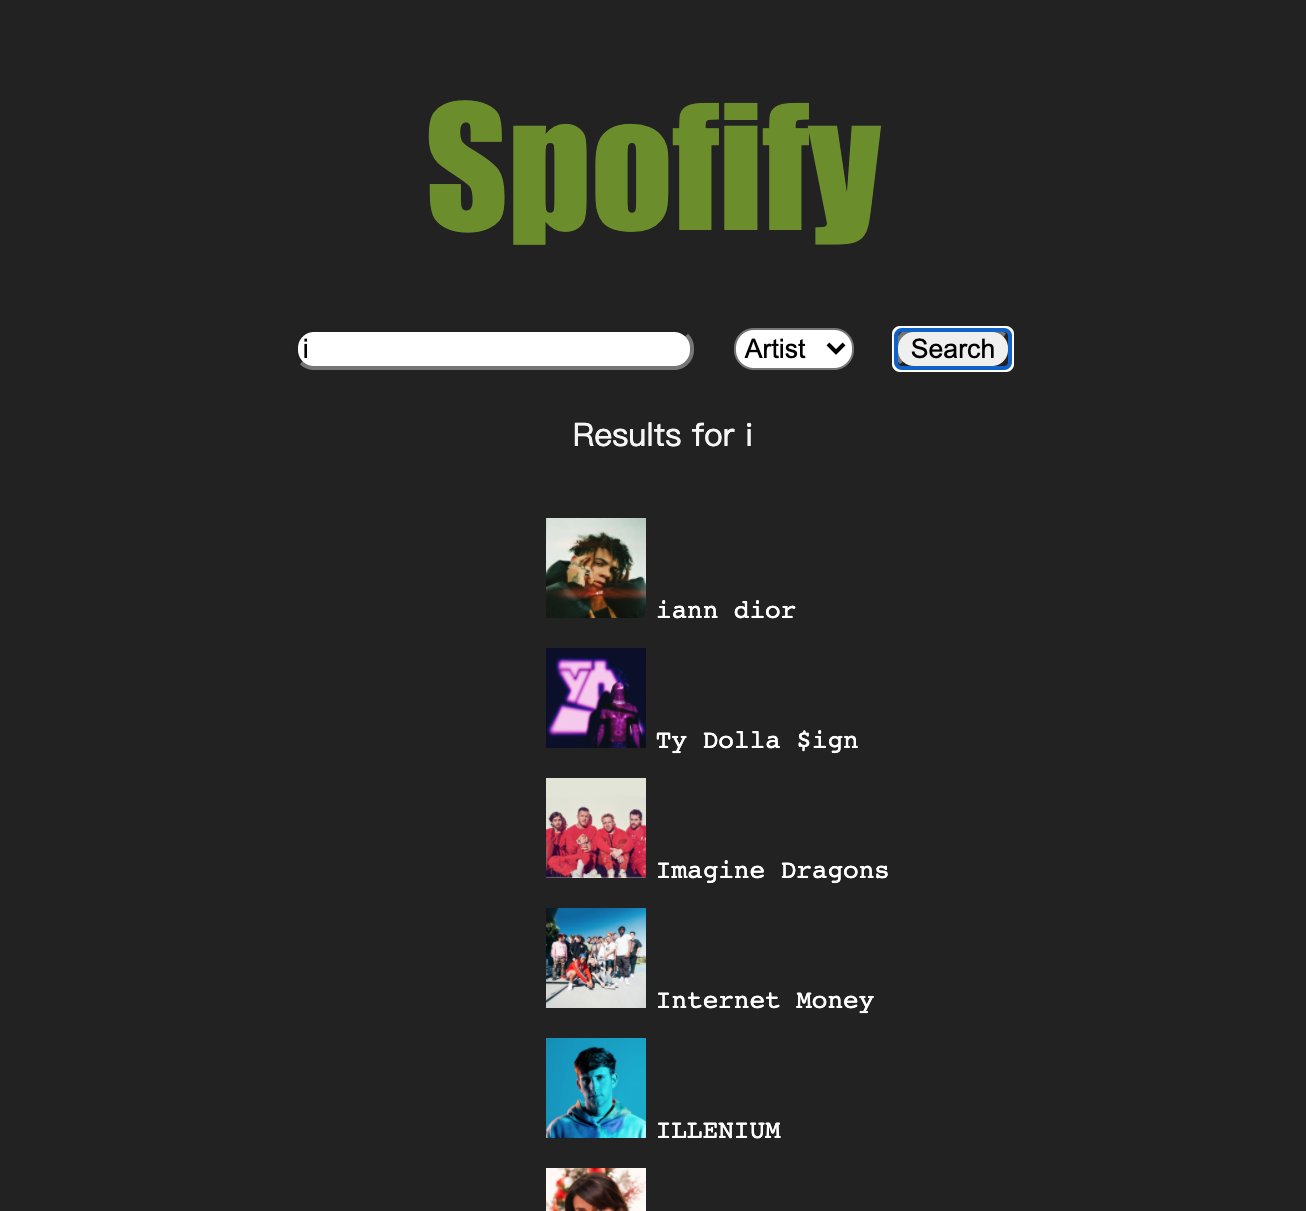 Spofify
i
Artist
Search
Results for i
iann dior
Ty Dolla $ign
Imagine Dragons
Internet Money
ILLENIUM